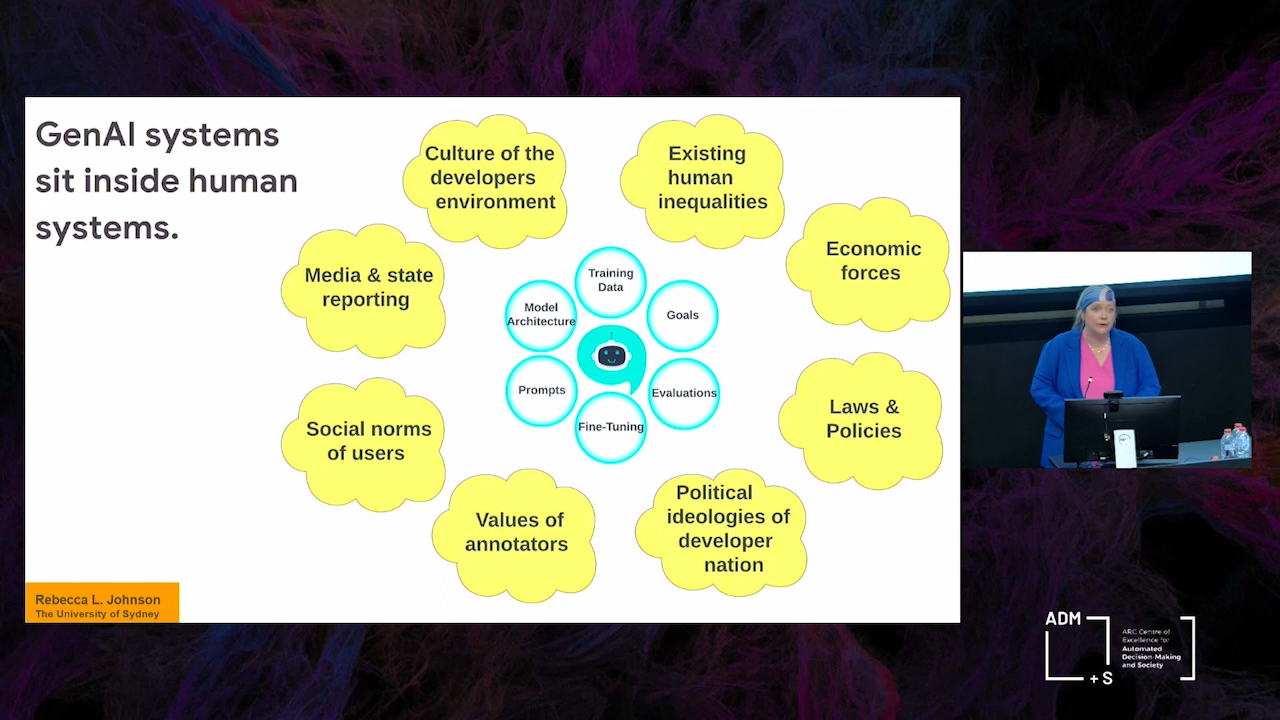 GenAI systems
sit inside human
systems.
Culture of the
developers
environment
Existing
human
inequalities
Economic
forces
Media & state
reporting
Training
Data
Model
Architecture
Goals
Prompts
Evaluations
Fine-Tuning
Laws &
Policies
Social norms
of users
Values of
annotators
Political
ideologies of
developer
nation
Rebecca L. Johnson
The University of Sydney
ADM
+ S
ARC Centre of
Excellence for
Automated
Decision-Making
and Society